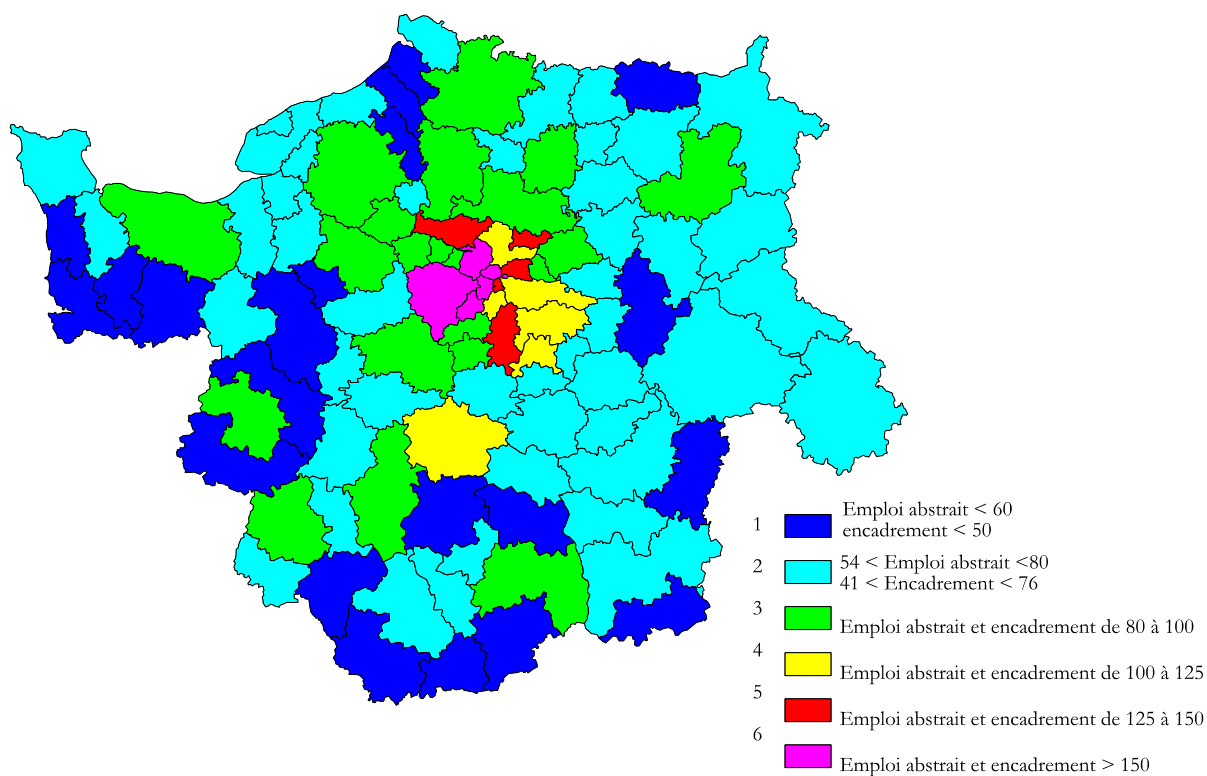 1
Emploi abstrait < 60
encadrement < 50
2
54 < Emploi abstrait <80
41 < Encadrement < 76
3
Emploi abstrait et encadrement de 80 à 100
4
Emploi abstrait et encadrement de 100 à 125
5
Emploi abstrait et encadrement de 125 à 150
6
Emploi abstrait et encadrement > 150